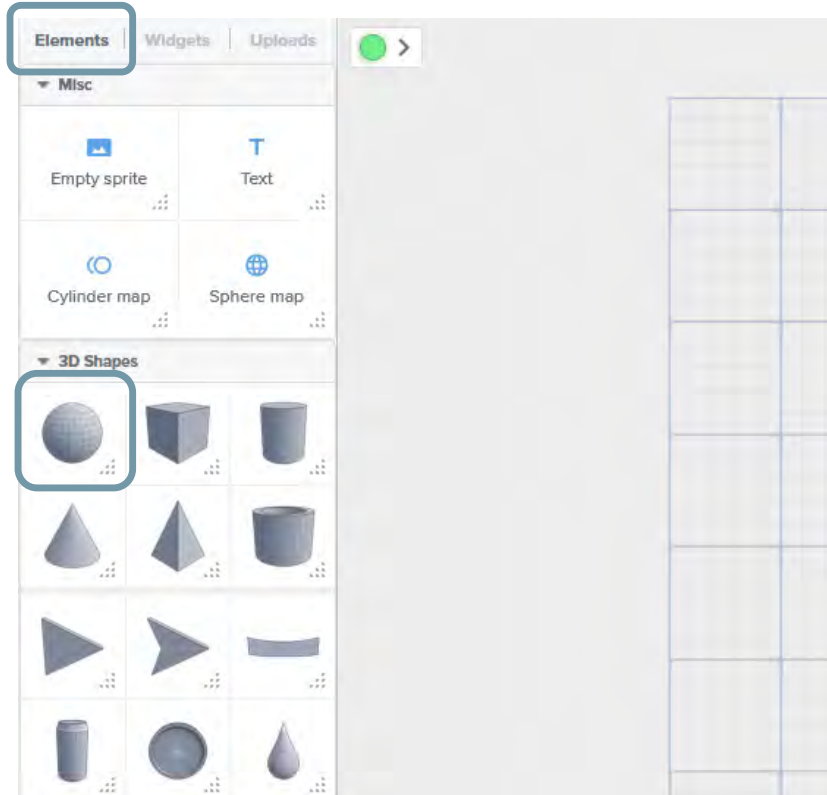 Elements Widgets Uploads
Misc
Empty sprite Text
Cylinder map Sphere map
3D Shapes